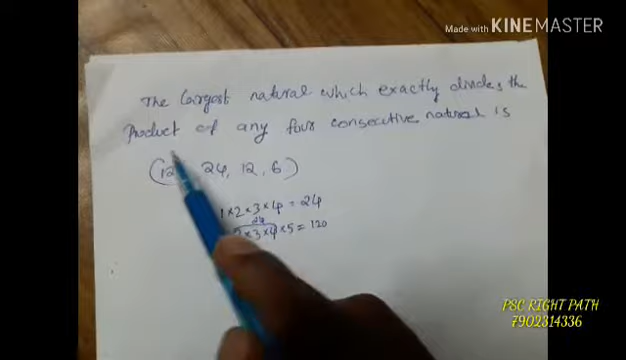 Made with KINEMASTER
The largest natural which exactly divides the
product of any four consecutive natural is
(12 24, 12, 6)
1×2×3×4 = 24
24
2×3×4×5 = 120
PSC RIGHT PATH
7902314336